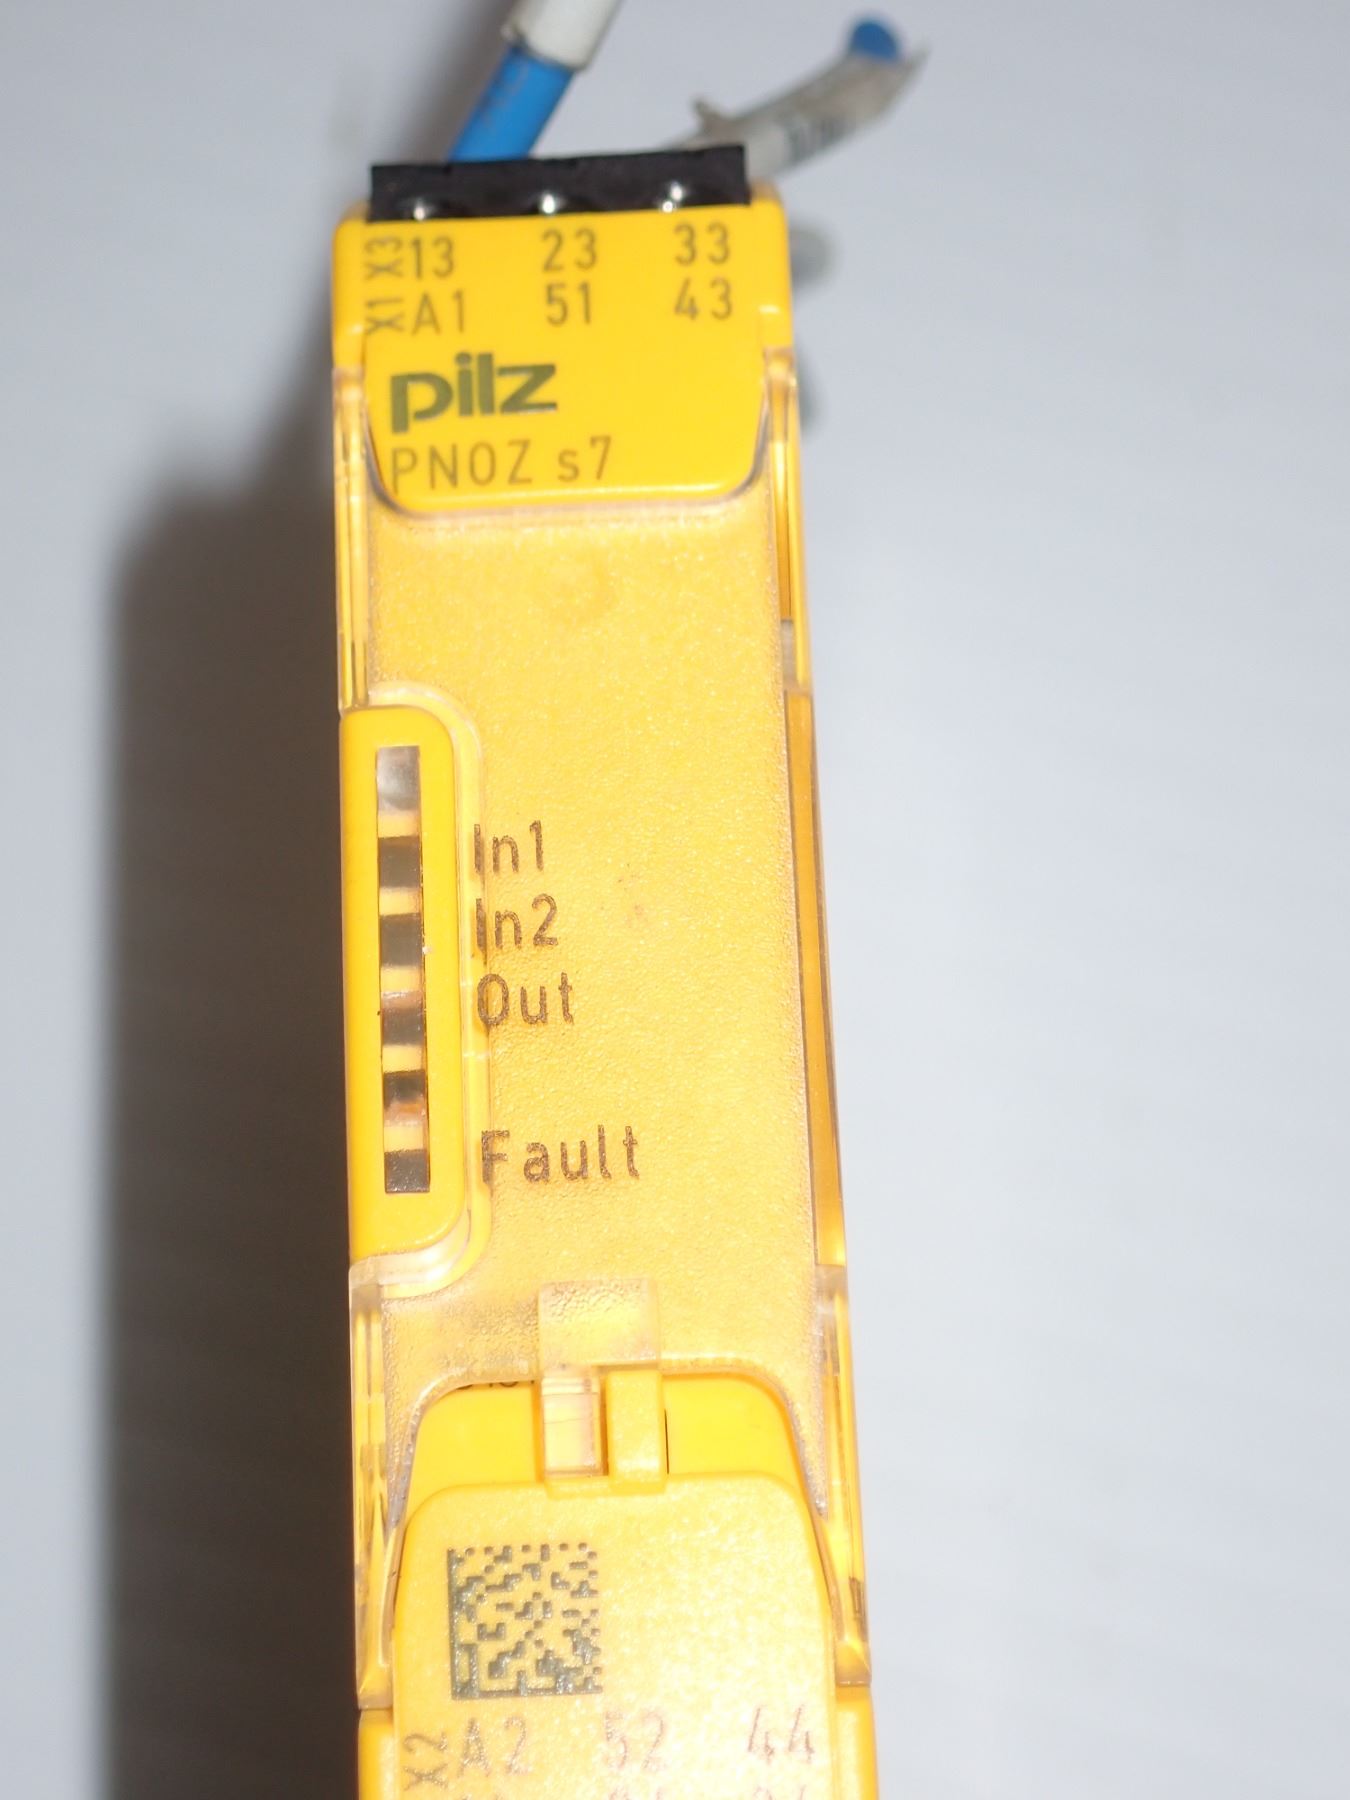 X3 13 23 33
X1 A1 51 43
pilz
PNOZ s7
In1
In2
Out
Fault
X2 A2 52 44